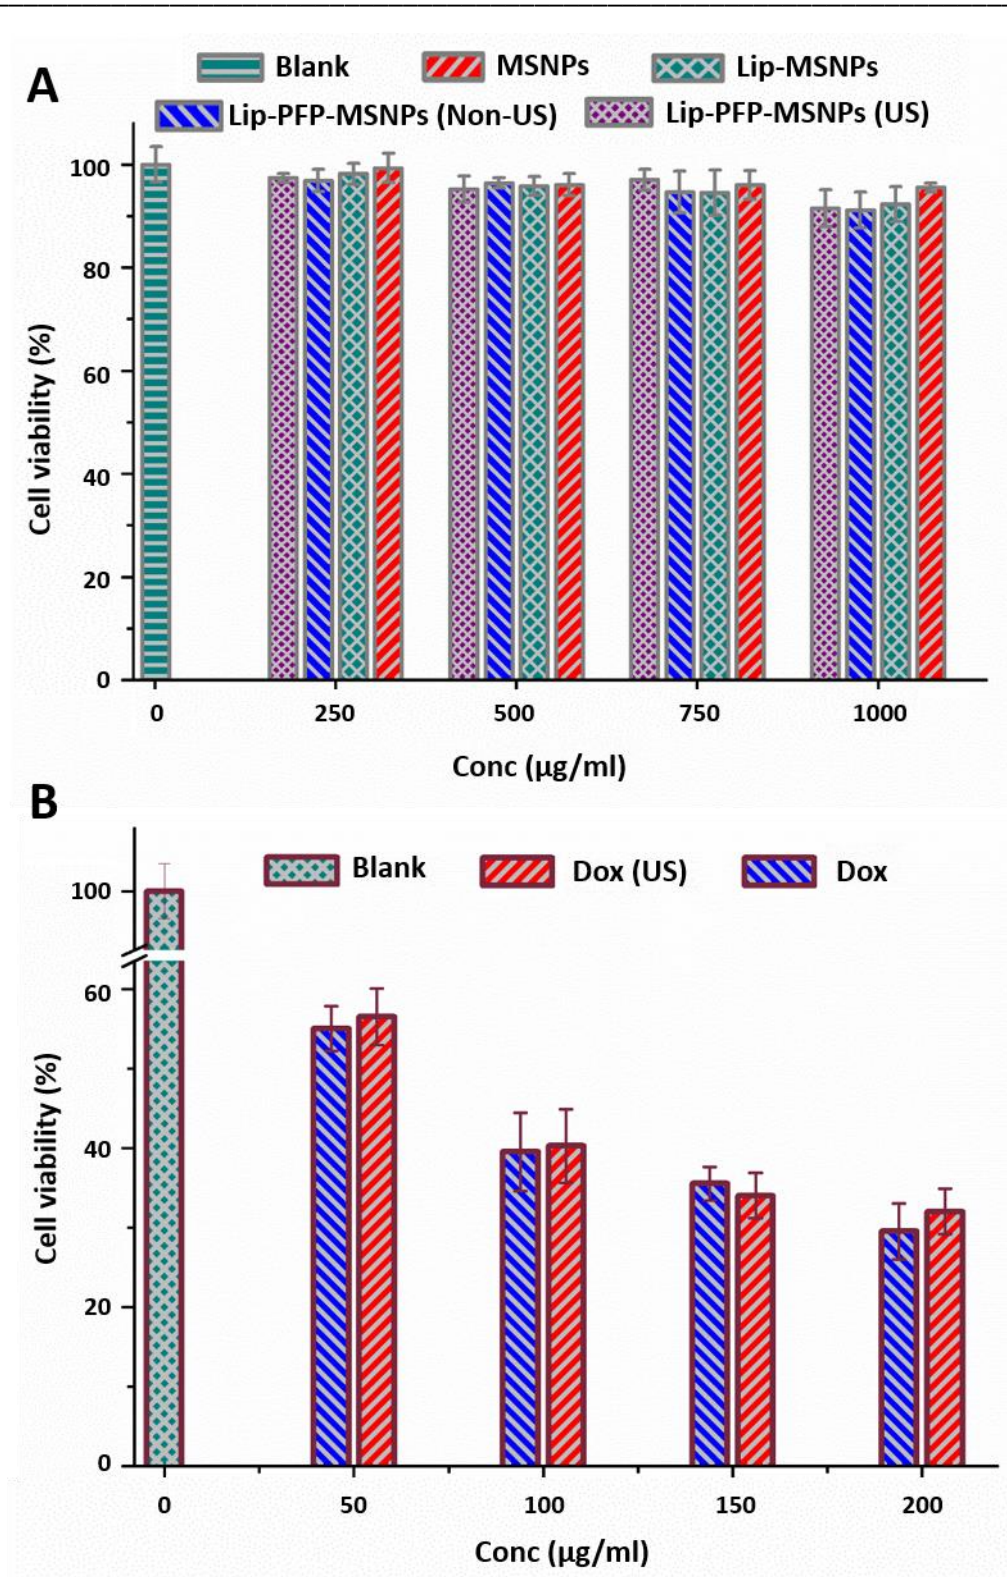 A
Blank MSNPs Lip-MSNPs
Lip-PFP-MSNPs (Non-US) Lip-PFP-MSNPs (US)
100
80
60
40
20
0
Cell viability (%)
0 250 500 750 1000
Conc (µg/ml)
B
Blank Dox (US) Dox
100
60
40
20
0
Cell viability (%)
0 50 100 150 200
Conc (µg/ml)